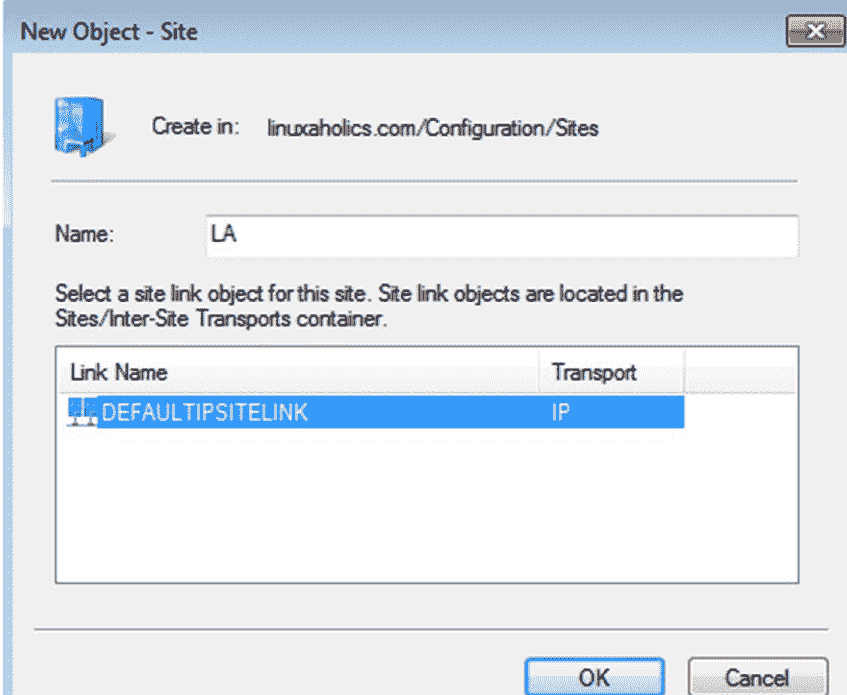 New Object - Site
Create in: linuxaholics.com/Configuration/Sites
Name: LA
Select a site link object for this site. Site link objects are located in the
Sites/Inter-Site Transports container.
Link Name Transport
DEFAULTIPSITELINK IP
OK Cancel